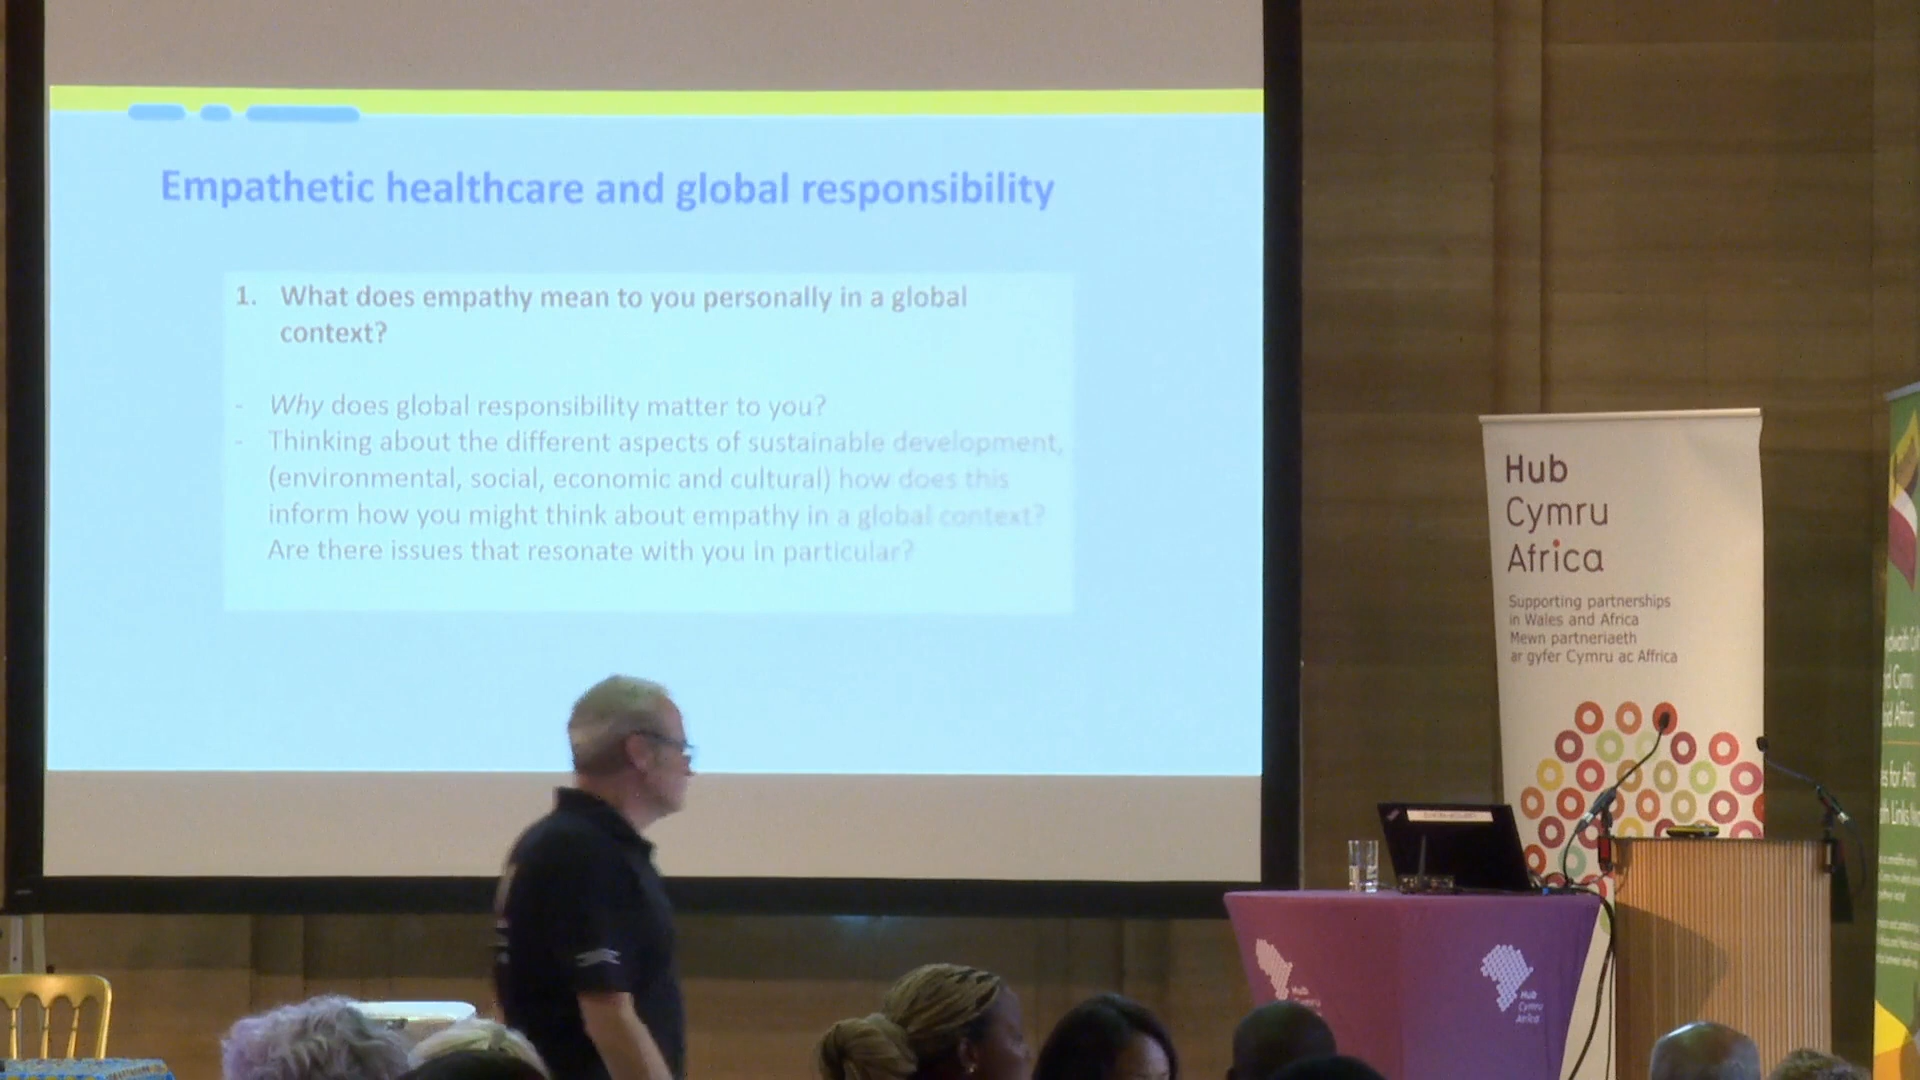 Empathetic healthcare and global responsibility
1. What does empathy mean to you personally in a global
context?
- Why does global responsibility matter to you?
- Thinking about the different aspects of sustainable development,
(environmental, social, economic and cultural) how does this
inform how you might think about empathy in a global context?
Are there issues that resonate with you in particular?
Hub
Cymru
Africa
Supporting partnerships
in Wales and Africa
Mewn partneriaeth
ar gyfer Cymru ac Affrica
Hub
Cymru
Africa